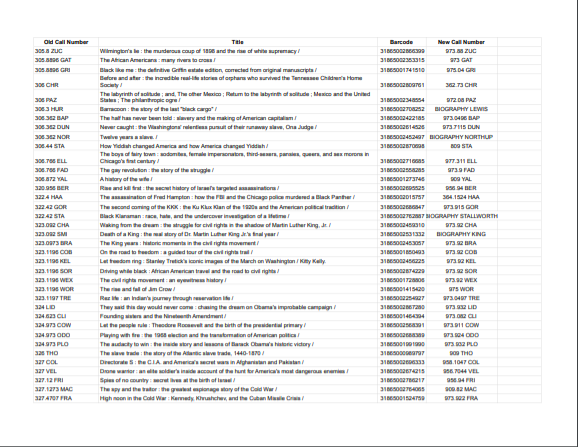 Old Call Number Title Barcode New Call Number
305.8 ZUC Wilmington's lie : the murderous coup of 1898 and the rise of white supremacy / 31865002866399 973.88 ZUC
305.8896 GAT The African Americans : many rivers to cross / 31865002353315 973 GAT
305.8896 GRI Black like me : the definitive Griffin estate edition, corrected from original manuscripts / 31865001741510 975.04 GRI
Before and after : the incredible real-life stories of orphans who survived the Tennessee Children's Home
306 CHR Society / 31865002809761 362.73 CHR
The labyrinth of solitude ; and, The other Mexico ; Return to the labyrinth of solitude ; Mexico and the United
306 PAZ States ; The philanthropic ogre / 31865002348554 972.08 PAZ
306.3 HUR Barracoon : the story of the last "black cargo" / 31865002708252 BIOGRAPHY LEWIS
306.362 BAP The half has never been told : slavery and the making of American capitalism / 31865002422185 973.0496 BAP
306.362 DUN Never caught : the Washingtons' relentless pursuit of their runaway slave, Ona Judge / 31865002614526 973.7115 DUN
306.362 NOR Twelve years a slave. / 31865002452497 BIOGRAPHY NORTHUP
306.44 STA How Yiddish changed America and how America changed Yiddish / 31865002870698 809 STA
The boys of fairy town : sodomites, female impersonators, third-sexers, pansies, queers, and sex morons in
306.766 ELL Chicago's first century / 31865002716685 977.311 ELL
306.766 FAD The gay revolution : the story of the struggle / 31865002558285 973.9 FAD
306.872 YAL A history of the wife / 31865001273746 909 YAL
320.956 BER Rise and kill first : the secret history of Israel's targeted assassinations / 31865002695525 956.94 BER
322.4 HAA The assassination of Fred Hampton : how the FBI and the Chicago police murdered a Black Panther / 31865002015757 364.1524 HAA
322.42 GOR The second coming of the KKK : the Ku Klux Klan of the 1920s and the American political tradition / 31865002686847 973.915 GOR
322.42 STA Black Klansman : race, hate, and the undercover investigation of a lifetime / 31865002762867 BIOGRAPHY STALLWORTH
323.092 CHA Waking from the dream : the struggle for civil rights in the shadow of Martin Luther King, Jr. / 31865002459310 973.92 CHA
323.092 SMI Death of a King : the real story of Dr. Martin Luther King Jr.'s final year / 31865002531332 BIOGRAPHY KING
323.0973 BRA The King years : historic moments in the civil rights movement / 31865002453057 973.92 BRA
323.1196 COB On the road to freedom : a guided tour of the civil rights trail / 31865001850493 973.92 COB
323.1196 KEL Let freedom ring : Stanley Tretick's iconic images of the March on Washington / Kitty Kelley. 31865002456225 973.92 KEL
323.1196 SOR Driving while black : African American travel and the road to civil rights / 31865002874229 973.92 SOR
323.1196 WEX The civil rights movement : an eyewitness history / 31865001728806 973.92 WEX
323.1196 WOR The rise and fall of Jim Crow / 31865001415420 975 WOR
323.1197 TRE Rez life : an Indian's journey through reservation life / 31865002254927 973.0497 TRE
324 LID They said this day would never come : chasing the dream on Obama's improbable campaign / 31865002867280 973.932 LID
324.623 CLI Founding sisters and the Nineteenth Amendment / 31865001464394 973.082 CLI
324.973 COW Let the people rule : Theodore Roosevelt and the birth of the presidential primary / 31865002568391 973.911 COW
324.973 ODO Playing with fire : the 1968 election and the transformation of American politics / 31865002688389 973.924 ODO
324.973 PLO The audacity to win : the inside story and lessons of Barack Obama's historic victory / 31865001991990 973.932 PLO
326 THO The slave trade : the story of the Atlantic slave trade, 1440-1870 / 31865000989797 909 THO
327 COL Directorate S : the C.I.A. and America's secret wars in Afghanistan and Pakistan / 31865002696333 958.1047 COL
327 VEL Drone warrior : an elite soldier's inside account of the hunt for America's most dangerous enemies / 31865002674215 956.7044 VEL
327.12 FRI Spies of no country : secret lives at the birth of Israel / 31865002786217 956.94 FRI
327.1273 MAC The spy and the traitor : the greatest espionage story of the Cold War / 31865002764065 909.82 MAC
327.4707 FRA High noon in the Cold War : Kennedy, Khrushchev, and the Cuban Missile Crisis / 31865001524759 973.922 FRA